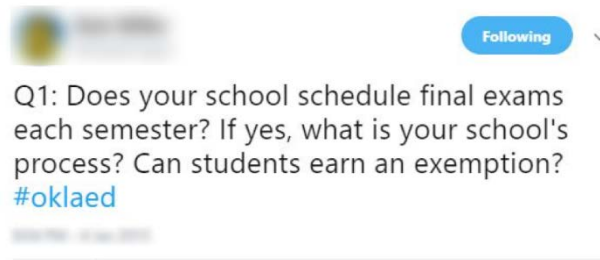 Following
Q1: Does your school schedule final exams
each semester? If yes, what is your school's
process? Can students earn an exemption?
#oklaed